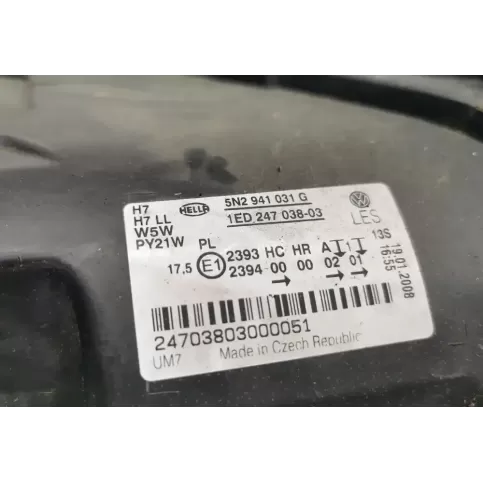 H7
H7 LL
W5W
PY21W
HELLA
5N2 941 031 G
1ED 247 038-03
LES
13S
PL
17,5 E1
2393 HC HR A 1
2394 00 00 02 01
19.01.2008
16:55
24703803000051
UM7 Made in Czech Republic